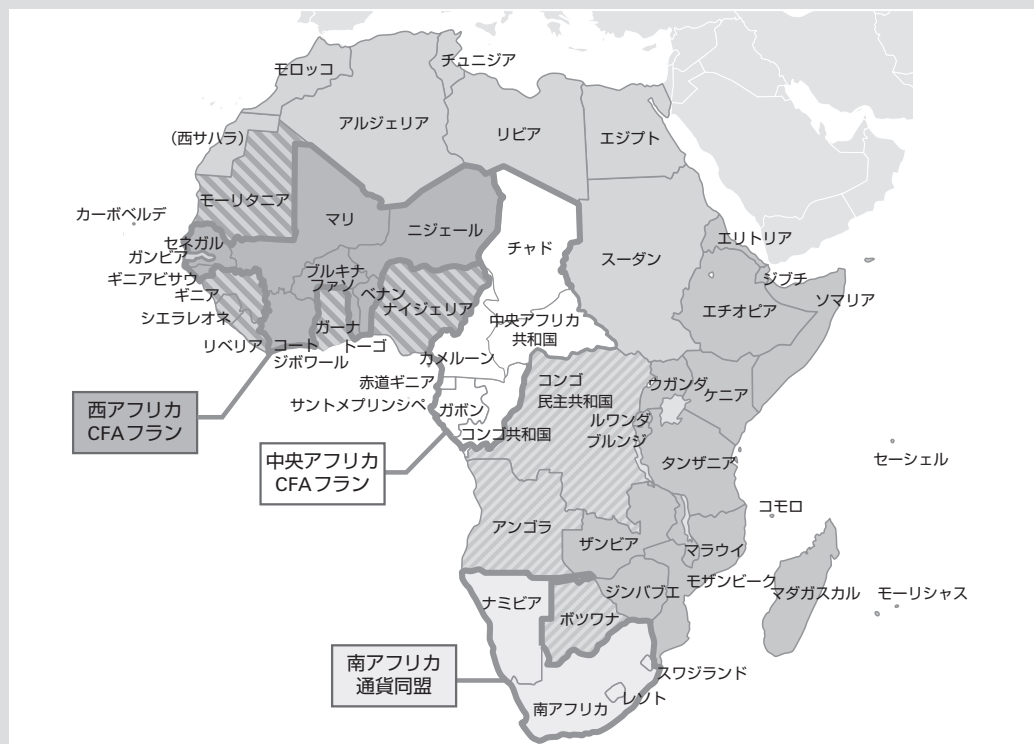 モロッコ
チュニジア
アルジェリア
リビア
エジプト
(西サハラ)
モーリタニア
マリ
ニジェール
チャド
スーダン
エリトリア
カーボベルデ
セネガル
ガンビア
ギニアビサウ
ギニア
シエラレオネ
リベリア
コート
ジボワール
ブルキナ
ファソ
ガーナ
トーゴ
ベナン
ナイジェリア
ジブチ
ソマリア
エチオピア
中央アフリカ
共和国
カメルーン
赤道ギニア
サントメプリンシペ
ガボン
コンゴ共和国
コンゴ
民主共和国
ウガンダ
ケニア
ルワンダ
ブルンジ
タンザニア
セーシェル
西アフリカ
CFAフラン
中央アフリカ
CFAフラン
アンゴラ
ザンビア
コモロ
マラウイ
モザンビーク
マダガスカル
モーリシャス
ナミビア
ボツワナ
ジンバブエ
南アフリカ
通貨同盟
スワジランド
レソト
南アフリカ